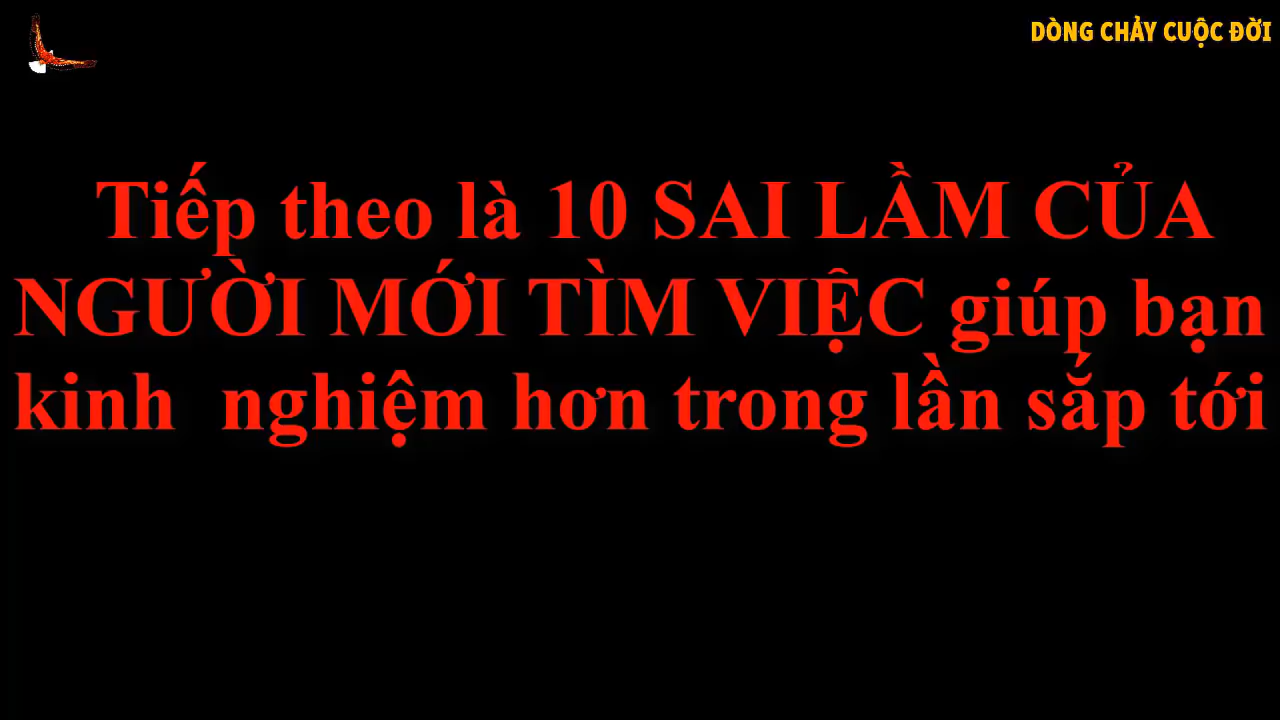 DÒNG CHẢY CUỘC ĐỜI
Tiếp theo là 10 SAI LẦM CỦA
NGƯỜI MỚI TÌM VIỆC giúp bạn
kinh  nghiệm hơn trong lần sắp tới